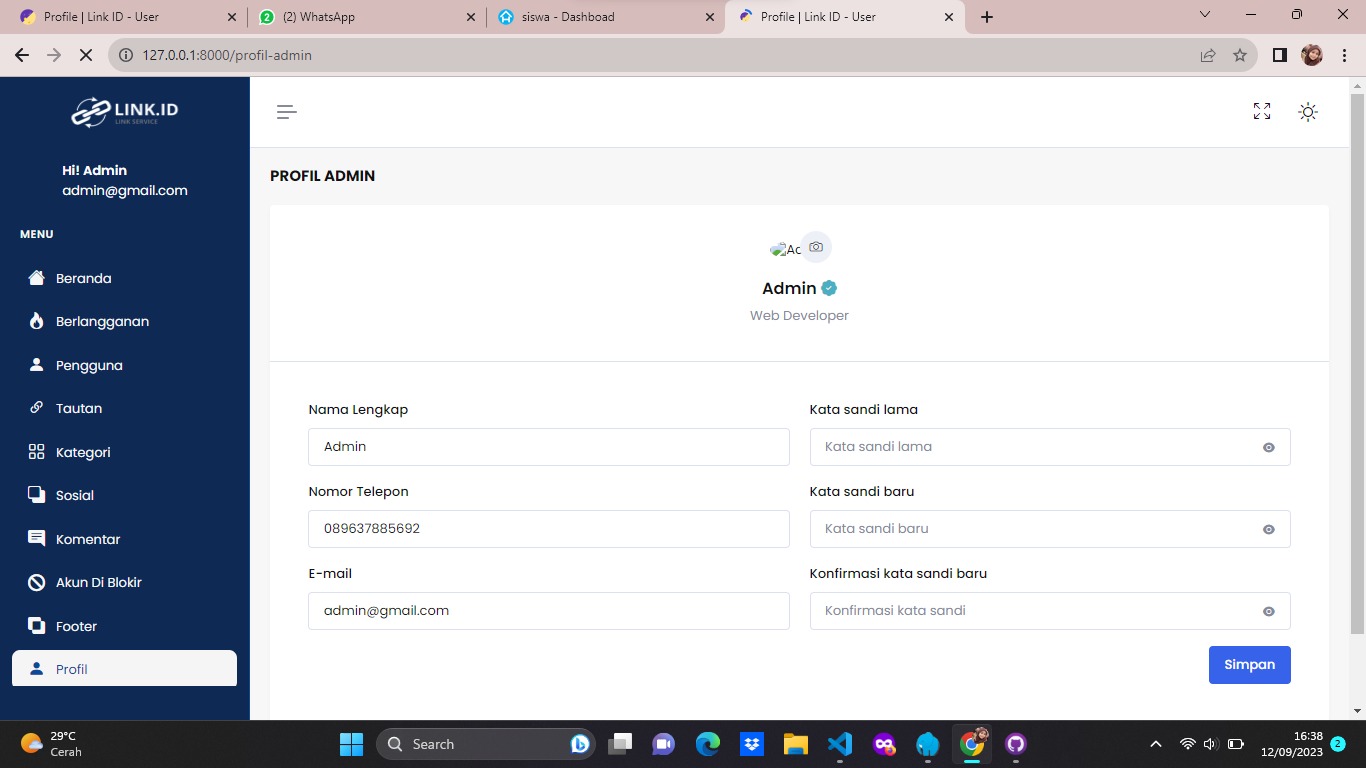 Profile | Link ID - User
(2) WhatsApp
siswa - Dashboad
Profile | Link ID - User
127.0.0.1:8000/profil-admin
LINK.ID
LINK SERVICE
Hi! Admin
admin@gmail.com
MENU
Beranda
Berlangganan
Pengguna
Tautan
Kategori
Sosial
Komentar
Akun Di Blokir
Footer
Profil
PROFIL ADMIN
Ac
Admin
Web Developer
Nama Lengkap
Admin
Nomor Telepon
089637885692
E-mail
admin@gmail.com
Kata sandi lama
Kata sandi lama
Kata sandi baru
Kata sandi baru
Konfirmasi kata sandi baru
Konfirmasi kata sandi
Simpan
29°C
Cerah
Search
16:38
12/09/2023
2